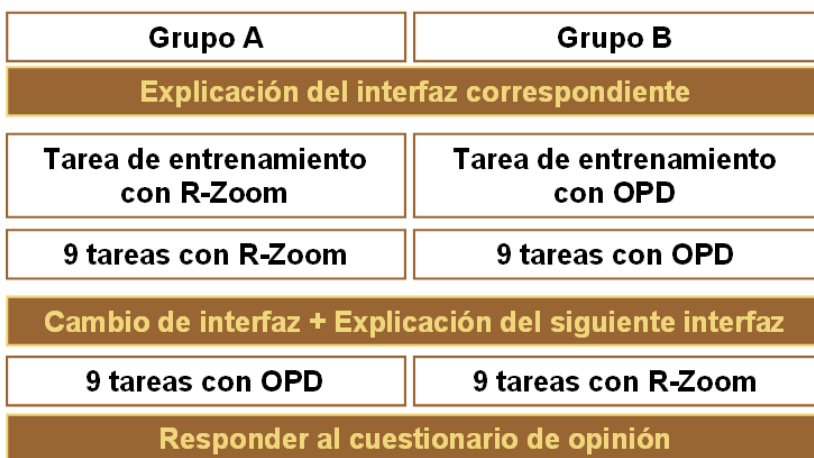 Grupo A
Grupo B
Explicación del interfaz correspondiente
Tarea de entrenamiento
con R-Zoom
Tarea de entrenamiento
con OPD
9 tareas con R-Zoom
9 tareas con OPD
Cambio de interfaz + Explicación del siguiente interfaz
9 tareas con OPD
9 tareas con R-Zoom
Responder al cuestionario de opinión